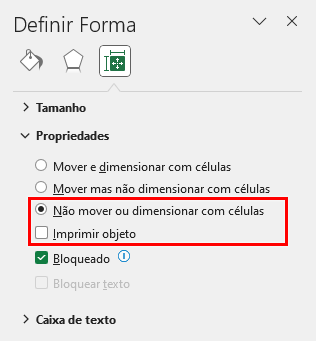 Definir Forma
Tamanho
Propriedades
Mover e dimensionar com células
Mover mas não dimensionar com células
Não mover ou dimensionar com células
Imprimir objeto
Bloqueado
Bloquear texto
Caixa de texto